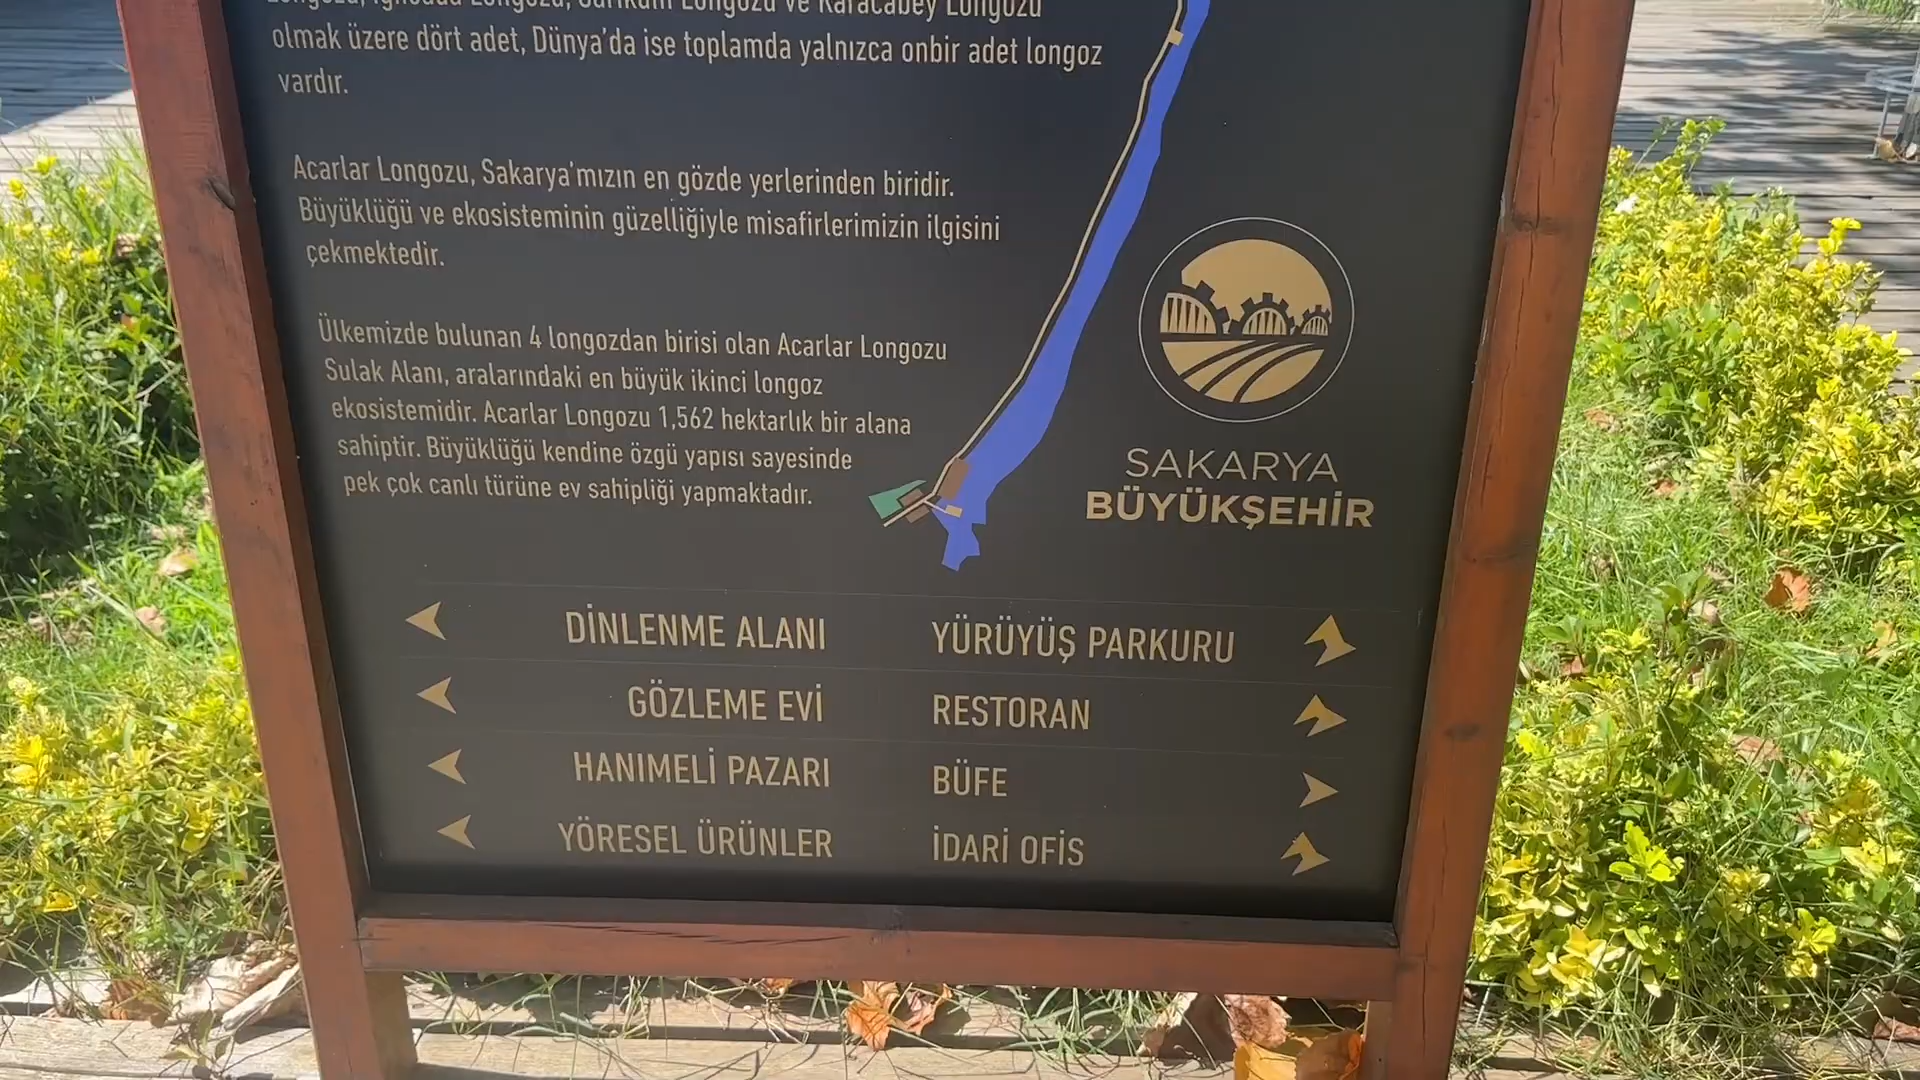 Longozu, İğneada Longozu, Sarıkum Longozu ve Karacabey Longozu
olmak üzere dört adet, Dünya'da ise toplamda yalnızca onbir adet longoz
vardır.
Acarlar Longozu, Sakarya'mızın en gözde yerlerinden biridir.
Büyüklüğü ve ekosisteminin güzelliğiyle misafirlerimizin ilgisini
çekmektedir.
Ülkemizde bulunan 4 longozdan birisi olan Acarlar Longozu
Sulak Alanı, aralarındaki en büyük ikinci longoz
ekosistemidir. Acarlar Longozu 1,562 hektarlık bir alana
sahiptir. Büyüklüğü kendine özgü yapısı sayesinde
pek çok canlı türüne ev sahipliği yapmaktadır.
SAKARYA
BÜYÜKŞEHİR
DİNLENME ALANI
YÜRÜYÜŞ PARKURU
GÖZLEME EVİ
RESTORAN
HANIMELİ PAZARI
BÜFE
YÖRESEL ÜRÜNLER
İDARİ OFİS